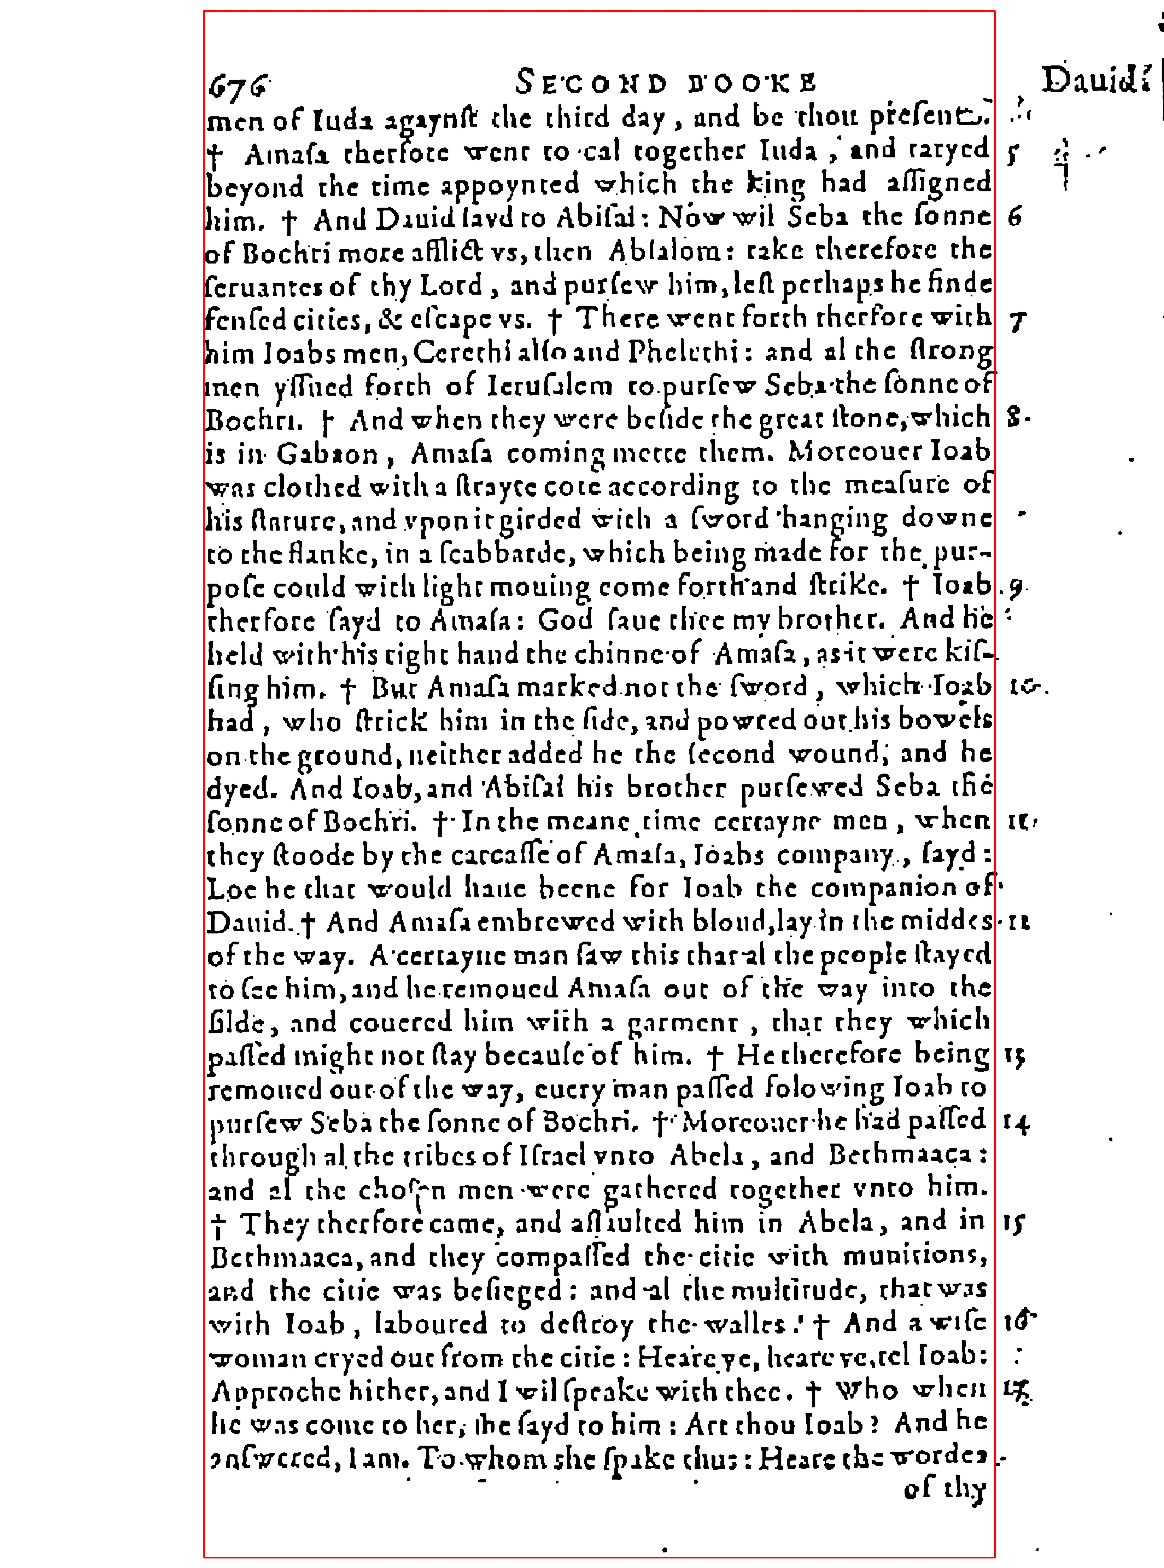 676 SECOND BOOKE Dauid.
men of Iuda agaynſt the third day, and be thou preſent.
† Amaſa therfore went to cal together Iuda, and taryed 5
beyond the time appoynted which the king had aſſigned
him. † And Dauid ſayd to Abiſai: Now wil Seba the ſonne 6
of Bochri more afflict vs, then Abſalom: take therefore the
ſeruantes of thy Lord, and purſew him, leſt perhaps he finde
fenſed cities, & eſcape vs. † There went forth therfore with 7
him Ioabs men, Cerethi alſo and Phelethi: and al the ſtrong
men yſſued forth of Ieruſalem to purſew Seba the ſonne of
Bochri. † And when they were beſide the great ſtone, which 8
is in Gabaon, Amaſa coming mette them. Moreouer Ioab
was clothed with a ſtrayte cote according to the meaſure of
his ſtature, and vpon it girded with a ſword hanging downe
to the flanke, in a ſcabbarde, which being made for the pur-
poſe could with light mouing come forth and ſtrike. † Ioab 9
therfore ſayd to Amaſa: God ſaue thee my brother. And he
held with his right hand the chinne of Amaſa, as it were kiſ-
ſing him. † But Amaſa marked not the ſword, which Ioab 10.
had, who ſtrick him in the ſide, and powred out his bowels
on the ground, neither added he the ſecond wound, and he
dyed. And Ioab, and Abiſai his brother purſewed Seba the
ſonne of Bochri. † In the meane time certayne men, when 11
they ſtoode by the carcaſſe of Amaſa, Ioabs company, ſayd:
Loe he that would haue beene for Ioab the companion of
Dauid. † And Amaſa embrewed with bloud, lay in the middes 12
of the way. A certayne man ſaw this that al the people ſtayed
to ſee him, and he remoued Amaſa out of the way into the
filde, and couered him with a garment, that they which
paſſed might not ſtay becauſe of him. † He therefore being 13
remoued out of the way, euery man paſſed folowing Ioab to
purſew Seba the ſonne of Bochri. † Moreouer he had paſſed 14
through al the tribes of Iſrael vnto Abela, and Bethmaaca:
and al the choſen men were gathered together vnto him.
† They therfore came, and aſſaulted him in Abela, and in 15
Bethmaaca, and they compaſſed the citie with munitions,
and the citie was beſieged: and al the multitude, that was
with Ioab, laboured to deſtroy the walles. † And a wiſe 16
woman cryed out from the citie: Heare ye, heare ye, tel Ioab:
Approche hither, and I wil ſpeake with thee. † Who when 17
he was come to her, ſhe ſayd to him: Art thou Ioab? And he
anſwered, I am. To whom she ſpake thus: Heare the wordes
of thy